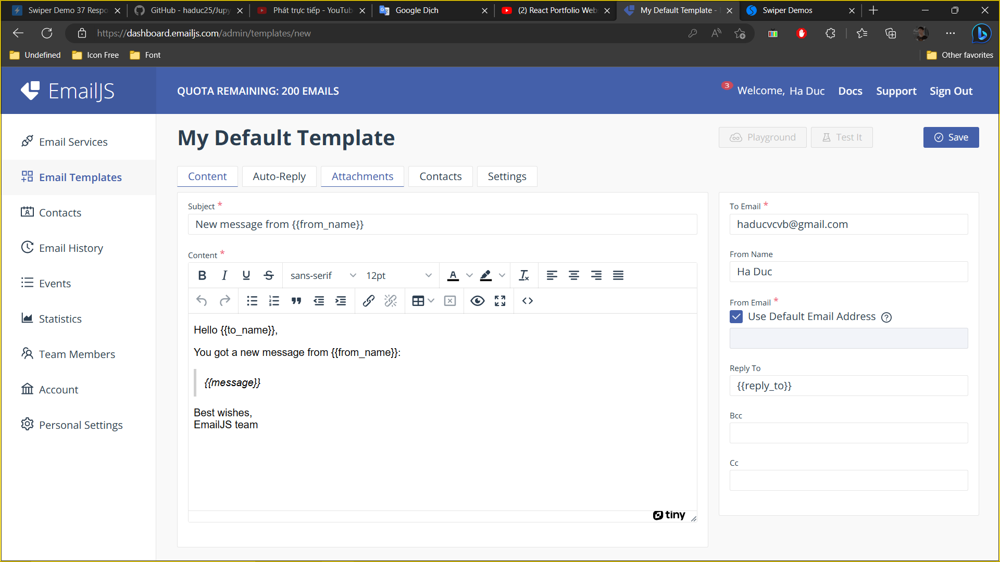 Swiper Demo 37 Respo
GitHub - haduc25/Jupy
Phát trực tiếp - YouTub
Google Dịch
(2) React Portfolio Web
My Default Template -
Swiper Demos
https://dashboard.emailjs.com/admin/templates/new
Undefined
Icon Free
Font
Other favorites
EmailJS
QUOTA REMAINING: 200 EMAILS
3
Welcome, Ha Duc
Docs
Support
Sign Out
Email Services
Email Templates
Contacts
Email History
Events
Statistics
Team Members
Account
Personal Settings
My Default Template
Playground
Test It
Save
Content
Auto-Reply
Attachments
Contacts
Settings
Subject *
New message from {{from_name}}
Content *
B I U S sans-serif 12pt A
Hello {{to_name}},
You got a new message from {{from_name}}:
{{message}}
Best wishes,
EmailJS team
tiny
To Email *
haducvcvb@gmail.com
From Name
Ha Duc
From Email *
Use Default Email Address
Reply To
{{reply_to}}
Bcc
Cc